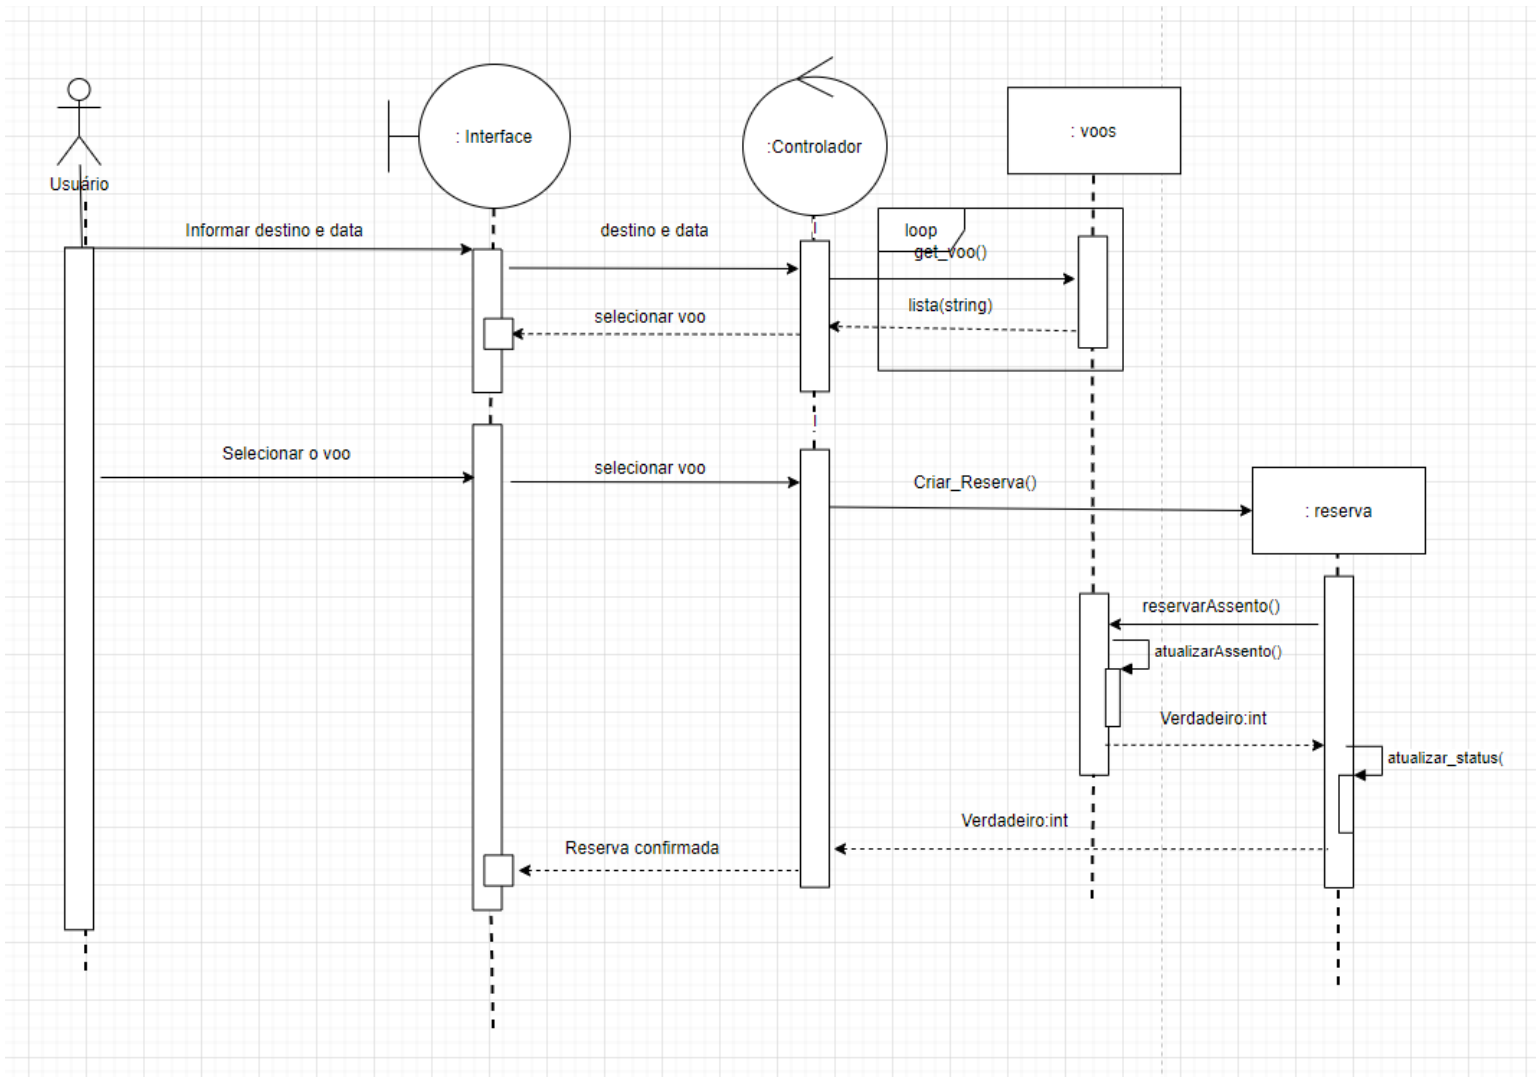 : Interface
:Controlador
: voos
Usuário
Informar destino e data
destino e data
loop
get_voo()
lista(string)
selecionar voo
Selecionar o voo
selecionar voo
Criar_Reserva()
: reserva
reservarAssento()
atualizarAssento()
Verdadeiro:int
atualizar_status(
Verdadeiro:int
Reserva confirmada